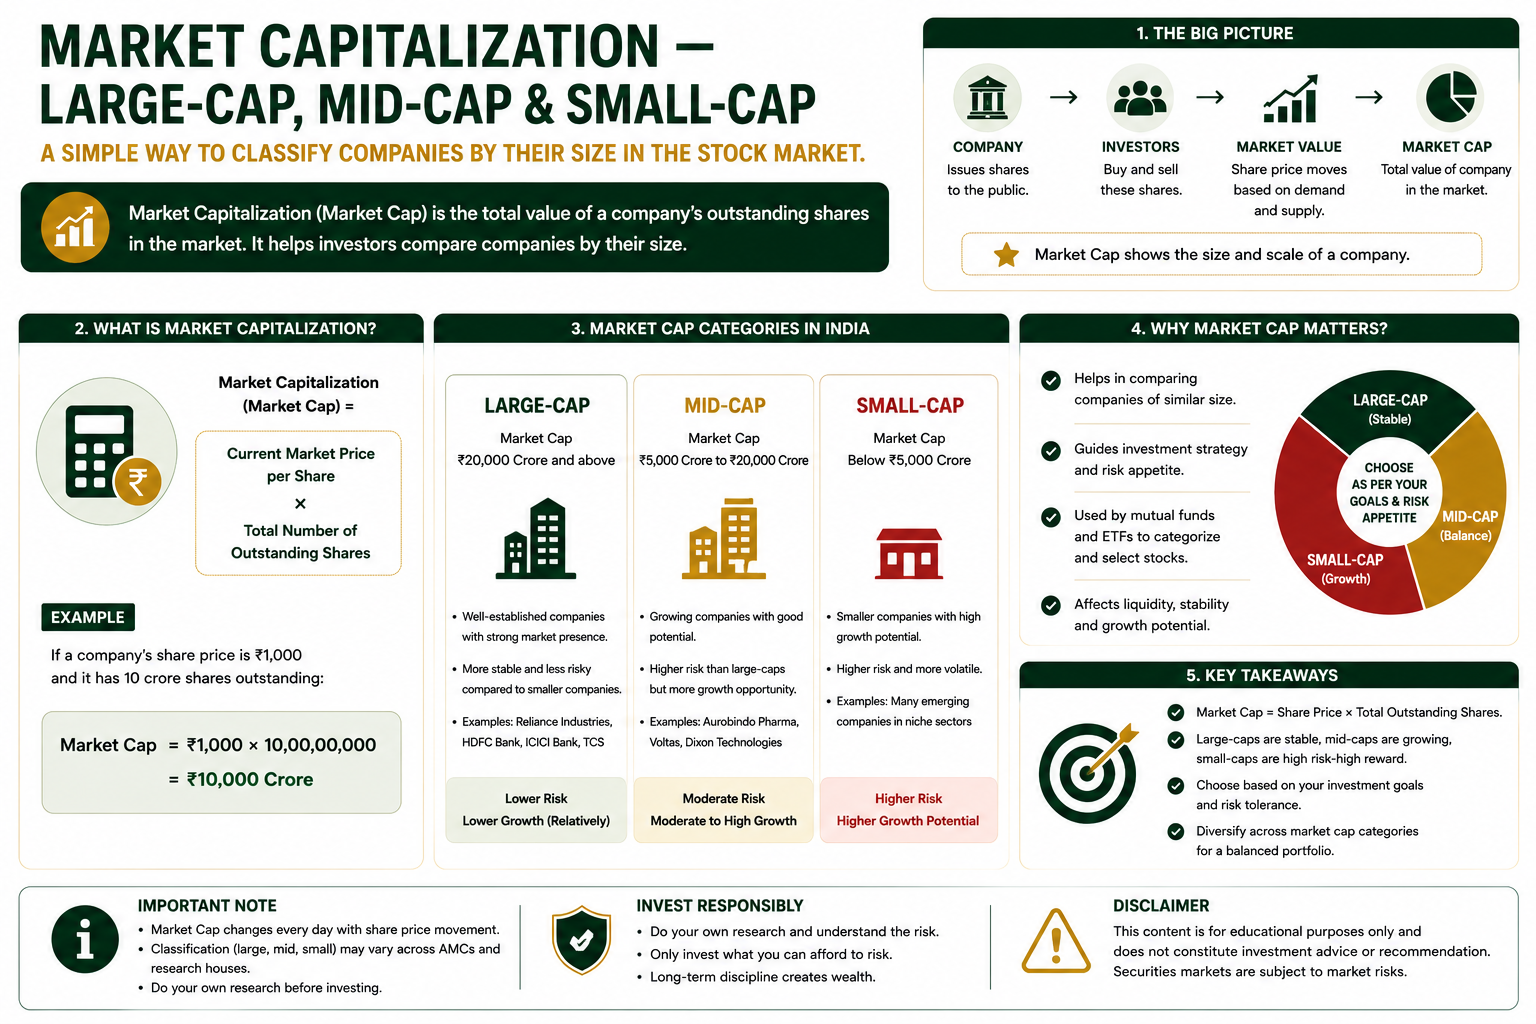 MARKET CAPITALIZATION —
LARGE-CAP, MID-CAP & SMALL-CAP
A SIMPLE WAY TO CLASSIFY COMPANIES BY THEIR SIZE IN THE STOCK MARKET.
Market Capitalization (Market Cap) is the total value of a company's outstanding shares
in the market. It helps investors compare companies by their size.
1. THE BIG PICTURE
COMPANY
Issues shares
to the public.
INVESTORS
Buy and sell
these shares.
MARKET VALUE
Share price moves
based on demand
and supply.
MARKET CAP
Total value of company
in the market.
Market Cap shows the size and scale of a company.
2. WHAT IS MARKET CAPITALIZATION?
₹
Market Capitalization
(Market Cap) =
Current Market Price
per Share
×
Total Number of
Outstanding Shares
EXAMPLE
If a company's share price is ₹1,000
and it has 10 crore shares outstanding:
Market Cap = ₹1,000 × 10,00,00,000
= ₹10,000 Crore
3. MARKET CAP CATEGORIES IN INDIA
LARGE-CAP
Market Cap
₹20,000 Crore and above
• Well-established companies
with strong market presence.
• More stable and less risky
compared to smaller companies.
• Examples: Reliance Industries,
HDFC Bank, ICICI Bank, TCS
Lower Risk
Lower Growth (Relatively)
MID-CAP
Market Cap
₹5,000 Crore to ₹20,000 Crore
• Growing companies with good
potential.
• Higher risk than large-caps
but more growth opportunity.
• Examples: Aurobindo Pharma,
Voltas, Dixon Technologies
Moderate Risk
Moderate to High Growth
SMALL-CAP
Market Cap
Below ₹5,000 Crore
• Smaller companies with high
growth potential.
• Higher risk and more volatile.
• Examples: Many emerging
companies in niche sectors
Higher Risk
Higher Growth Potential
4. WHY MARKET CAP MATTERS?
Helps in comparing
companies of similar size.
Guides investment strategy
and risk appetite.
Used by mutual funds
and ETFs to categorize
and select stocks.
Affects liquidity, stability
and growth potential.
LARGE-CAP
(Stable)
MID-CAP
(Balance)
SMALL-CAP
(Growth)
CHOOSE
AS PER YOUR
GOALS & RISK
APPETITE
5. KEY TAKEAWAYS
Market Cap = Share Price × Total Outstanding Shares.
Large-caps are stable, mid-caps are growing,
small-caps are high risk-high reward.
Choose based on your investment goals
and risk tolerance.
Diversify across market cap categories
for a balanced portfolio.
IMPORTANT NOTE
• Market Cap changes every day with share price movement.
• Classification (large, mid, small) may vary across AMCs and
research houses.
• Do your own research before investing.
INVEST RESPONSIBLY
• Do your own research and understand the risk.
• Only invest what you can afford to risk.
• Long-term discipline creates wealth.
DISCLAIMER
This content is for educational purposes only and
does not constitute investment advice or recommendation.
Securities markets are subject to market risks.